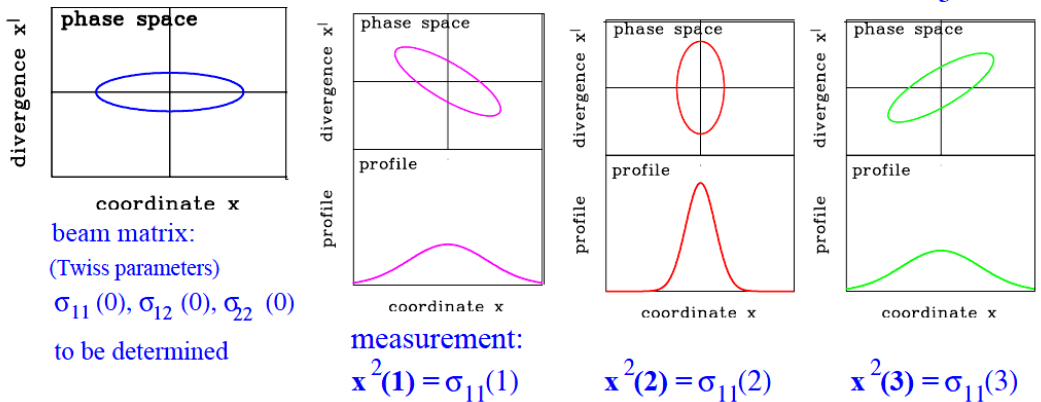 phase space
divergence x'
coordinate x
beam matrix:
(Twiss parameters)
σ₁₁ (0), σ₁₂ (0), σ₂₂ (0)
to be determined
phase space
divergence x'
profile
profile
coordinate x
measurement:
x²(1) = σ₁₁(1)
phase space
divergence x'
profile
profile
coordinate x
x²(2) = σ₁₁(2)
phase space
divergence x'
profile
profile
coordinate x
x²(3) = σ₁₁(3)